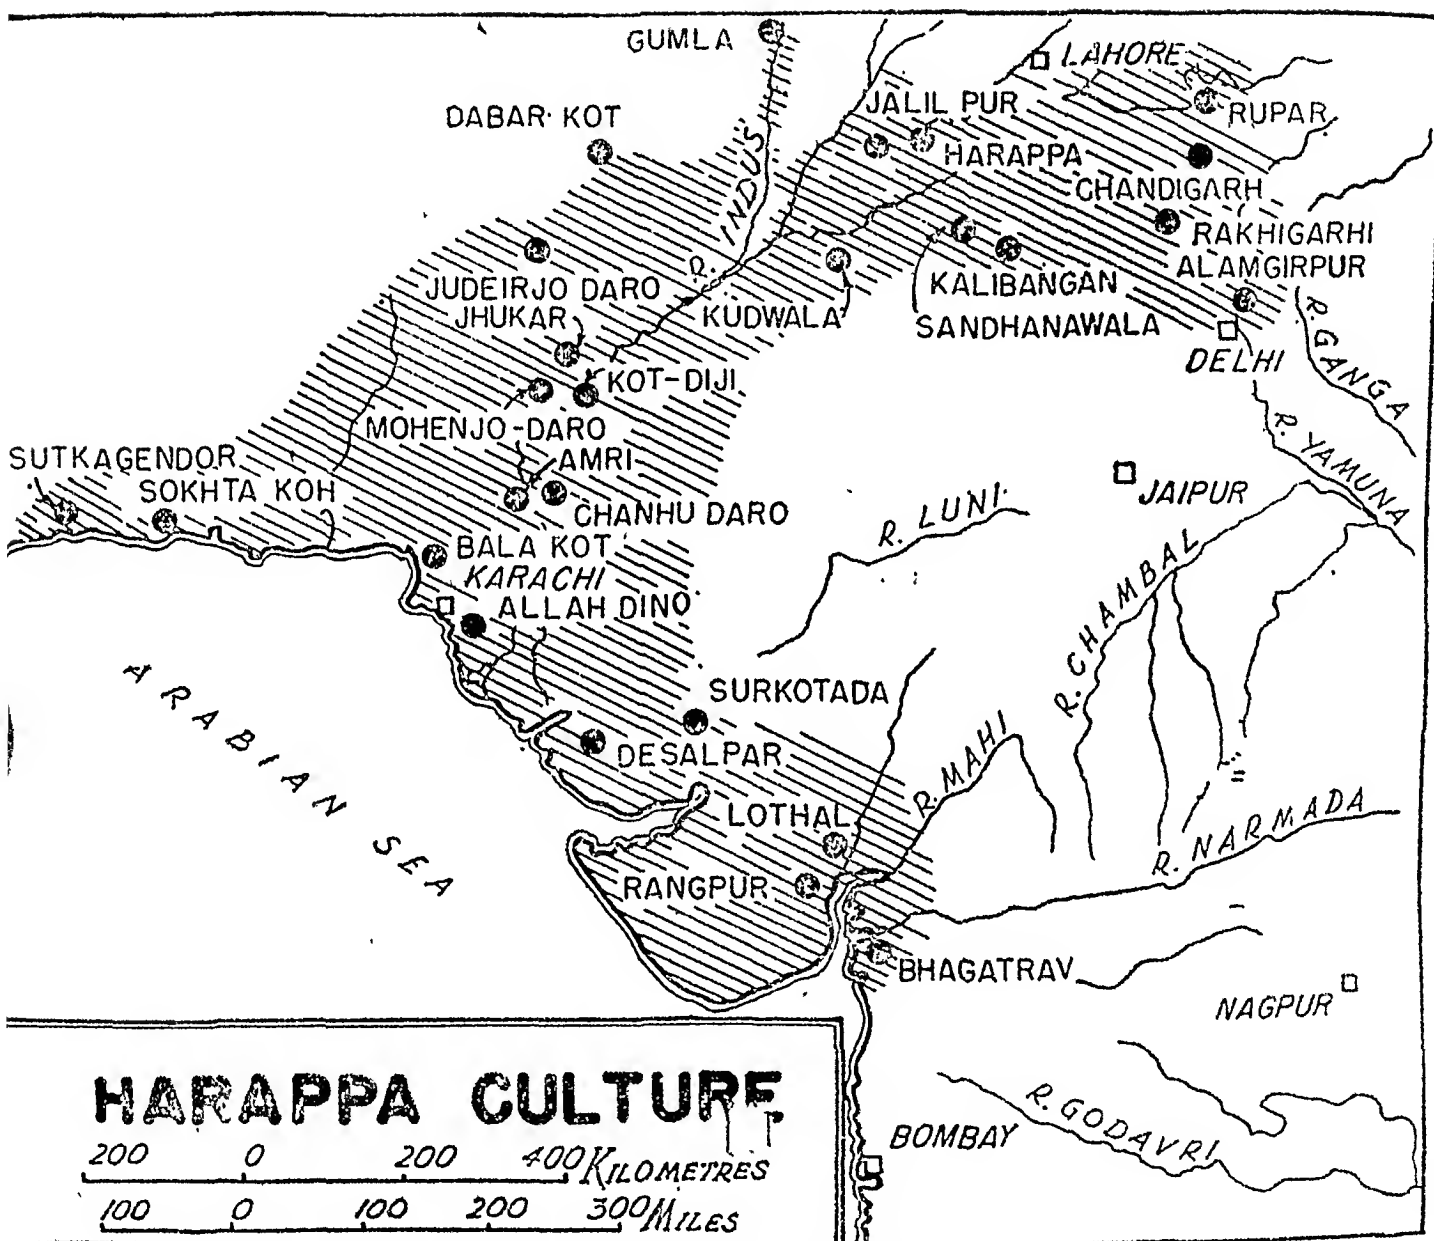 GUMLA
LAHORE
DABAR KOT
JALIL PUR
RUPAR
HARAPPA
R. INDUS
CHANDIGARH
RAKHIGARHI
ALAMGIRPUR
JUDEIRJO DARO
JHUKAR
KUDWALA
KALIBANGAN
SANDHANAWALA
R. GANGA
DELHI
KOT-DIJI
MOHENJO-DARO
R. YAMUNA
SUTKAGENDOR
AMRI
SOKHTA KOH
CHANHU DARO
JAIPUR
R. LUNI
BALA KOT
KARACHI
ALLAH DINO
R. CHAMBAL
ARABIAN SEA
SURKOTADA
DESALPAR
R. MAHI
LOTHAL
R. NARMADA
RANGPUR
BHAGATRAV
NAGPUR
HARAPPA CULTURE
R. GODAVRI
BOMBAY
200 0 200 400 KILOMETRES
100 0 100 200 300 MILES